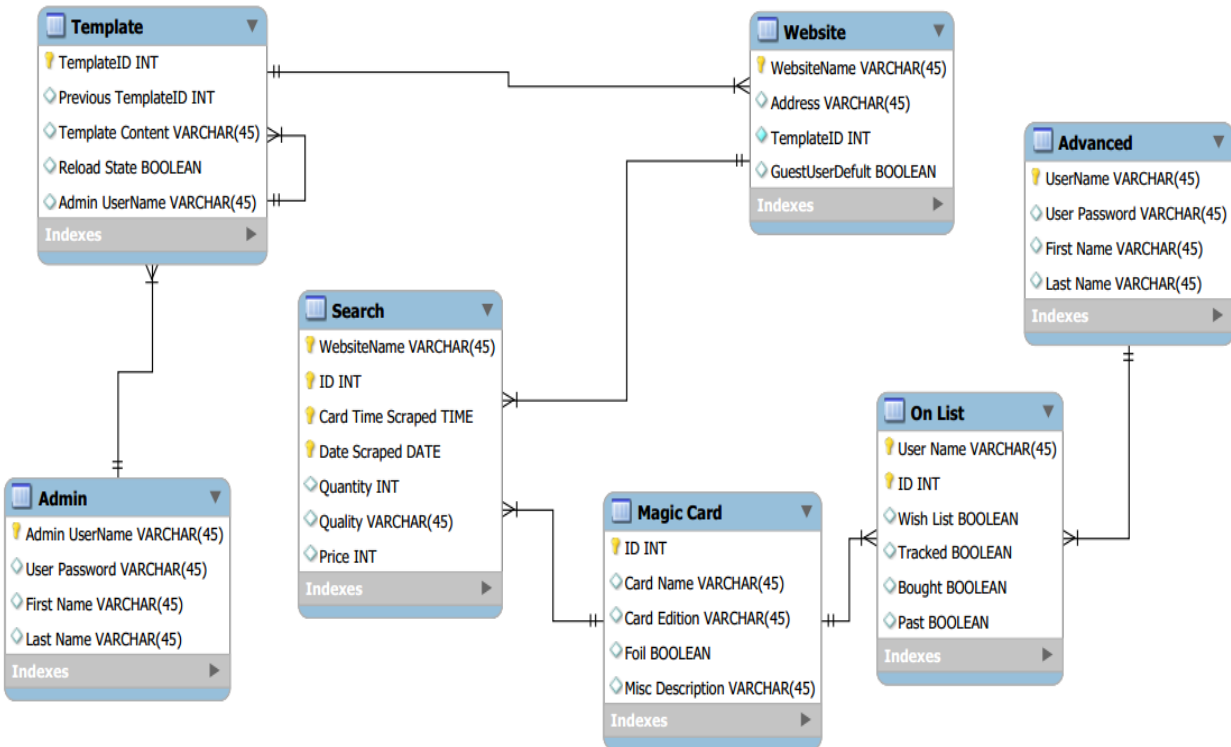 Template
TemplateID INT
Previous TemplateID INT
Template Content VARCHAR(45)
Reload State BOOLEAN
Admin UserName VARCHAR(45)
Indexes
Website
WebsiteName VARCHAR(45)
Address VARCHAR(45)
TemplateID INT
GuestUserDefult BOOLEAN
Indexes
Advanced
UserName VARCHAR(45)
User Password VARCHAR(45)
First Name VARCHAR(45)
Last Name VARCHAR(45)
Indexes
Search
WebsiteName VARCHAR(45)
ID INT
Card Time Scraped TIME
Date Scraped DATE
Quantity INT
Quality VARCHAR(45)
Price INT
Indexes
On List
User Name VARCHAR(45)
ID INT
Wish List BOOLEAN
Tracked BOOLEAN
Bought BOOLEAN
Past BOOLEAN
Indexes
Admin
Admin UserName VARCHAR(45)
User Password VARCHAR(45)
First Name VARCHAR(45)
Last Name VARCHAR(45)
Indexes
Magic Card
ID INT
Card Name VARCHAR(45)
Card Edition VARCHAR(45)
Foil BOOLEAN
Misc Description VARCHAR(45)
Indexes